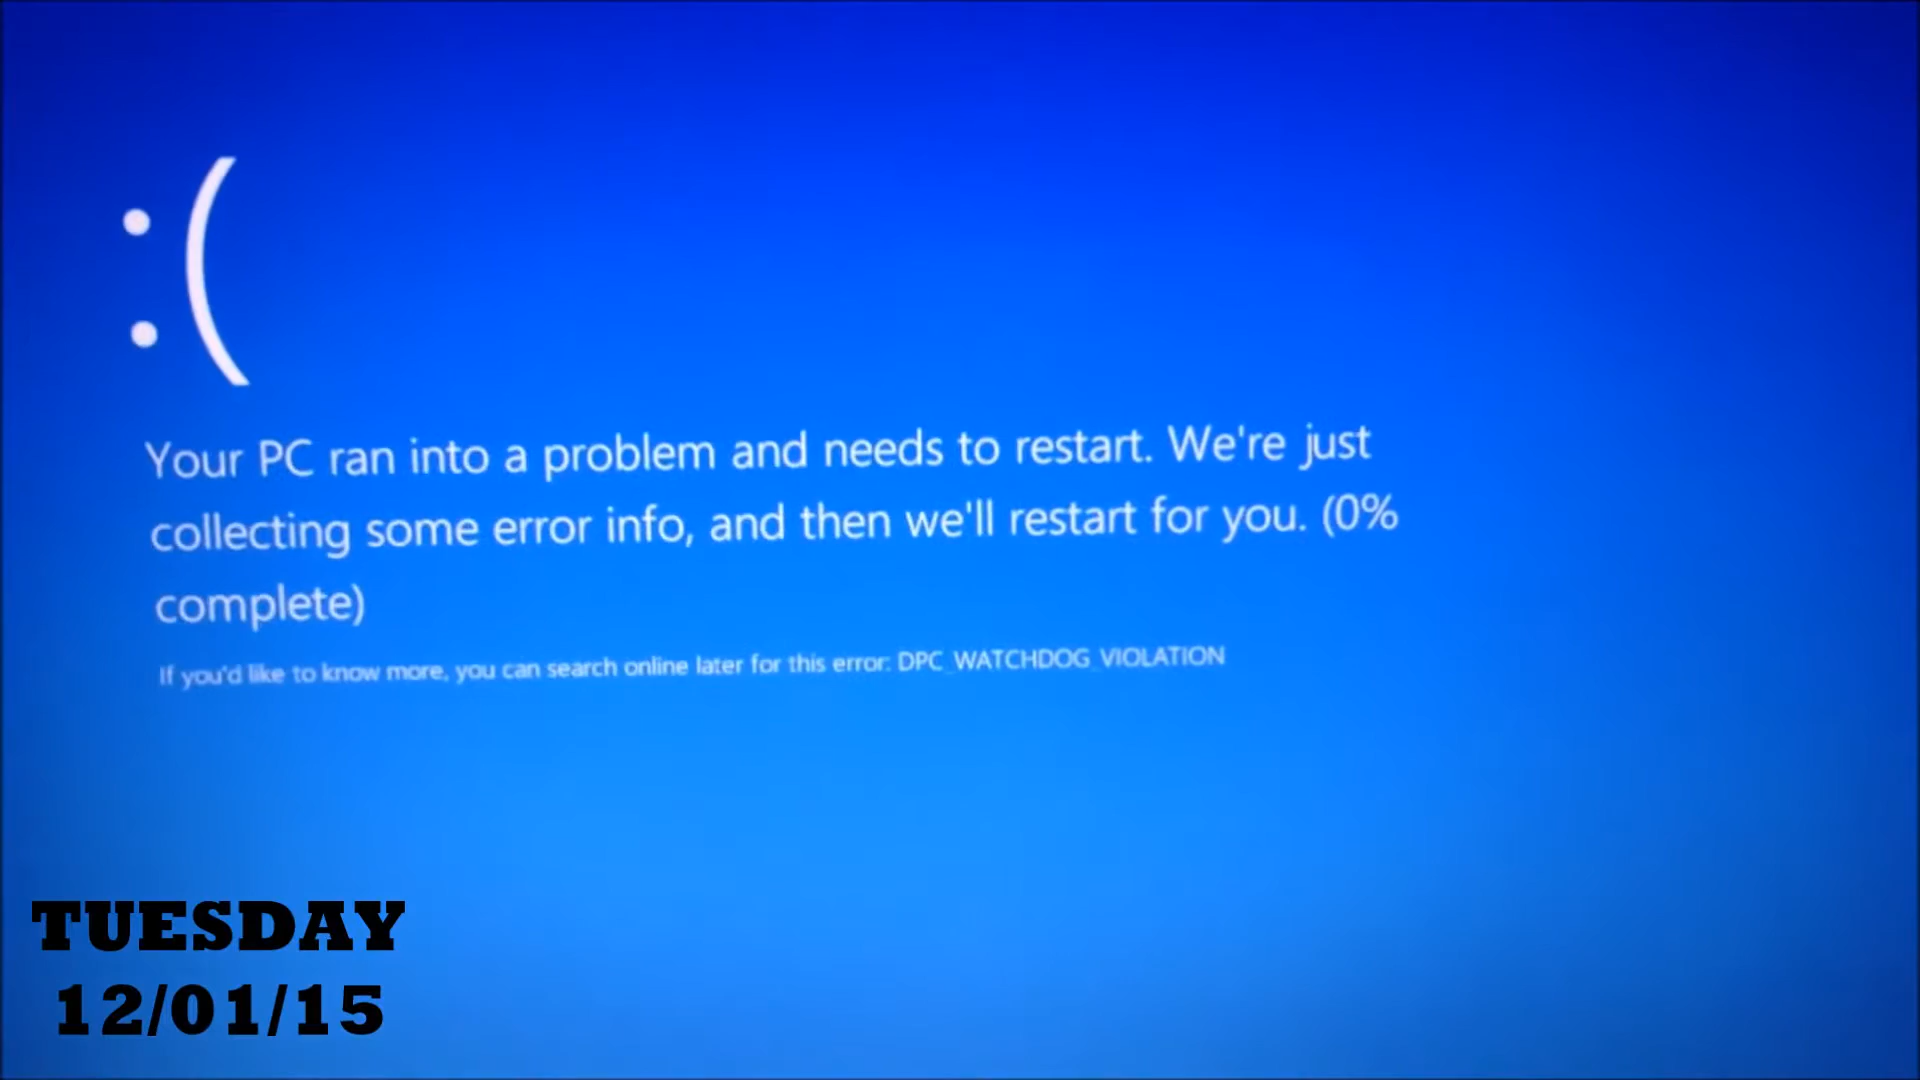 :(
Your PC ran into a problem and needs to restart. We're just
collecting some error info, and then we'll restart for you. (0%
complete)
If you'd like to know more, you can search online later for this error: DPC_WATCHDOG_VIOLATION
TUESDAY
12/01/15